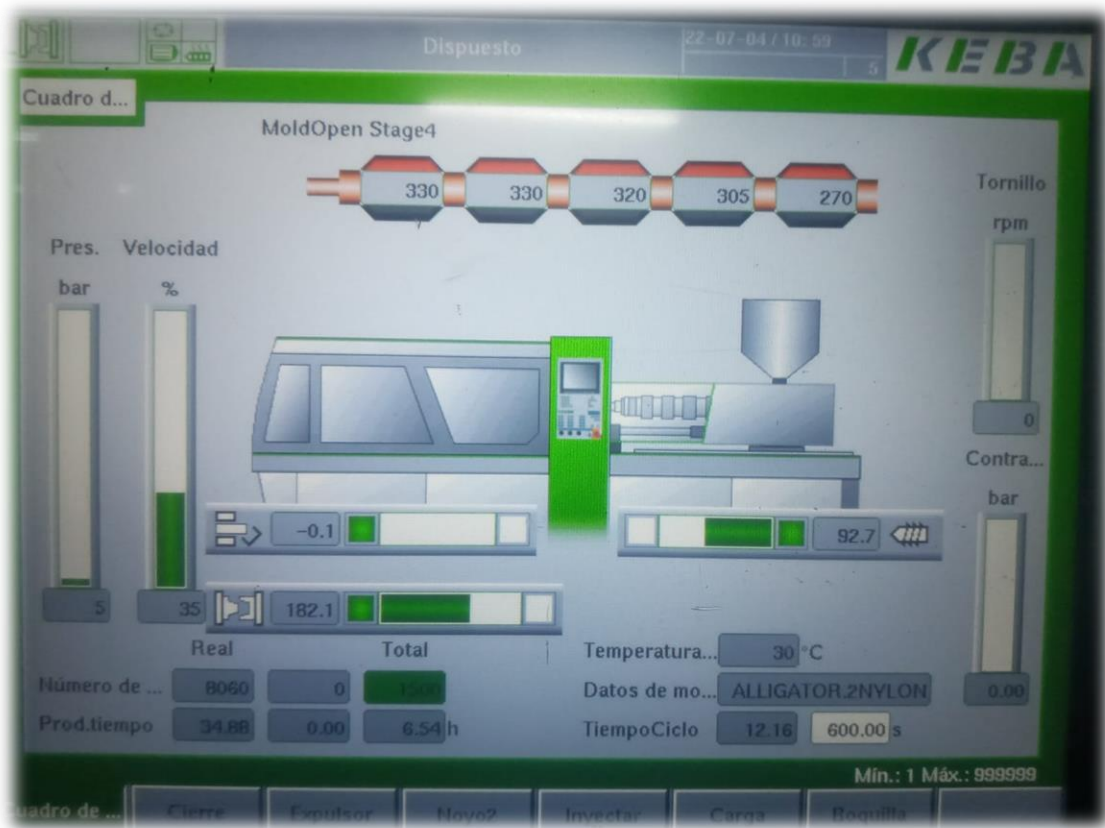 Dispuesto
22-07-04 / 10: 59
5
KEBA
Cuadro d...
MoldOpen Stage4
330 330 320 305 270
Tornillo
rpm
0
Pres. Velocidad
bar %
5 35
Contra...
bar
0.00
-0.1
92.7
182.1
Real Total
Número de ... 8060 0 1500
Prod.tiempo 34.88 0.00 6.54 h
Temperatura... 30 °C
Datos de mo... ALLIGATOR.2NYLON
TiempoCiclo 12.16 600.00 s
Mín.: 1 Máx.: 999999
Cuadro de ... Cierre Expulsor Noyo2 Inyectar Carga Boquilla